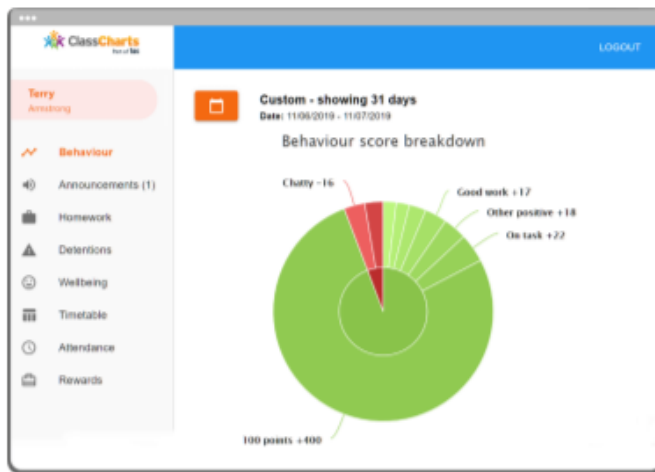 ClassCharts
LOGOUT
Terry
Armstrong
Custom - showing 31 days
Date: 11/06/2019 - 11/07/2019
Behaviour score breakdown
Behaviour
Announcements (1)
Homework
Detentions
Wellbeing
Timetable
Attendance
Rewards
Chatty -16
Good work +17
Other positive +18
On task +22
100 points +400